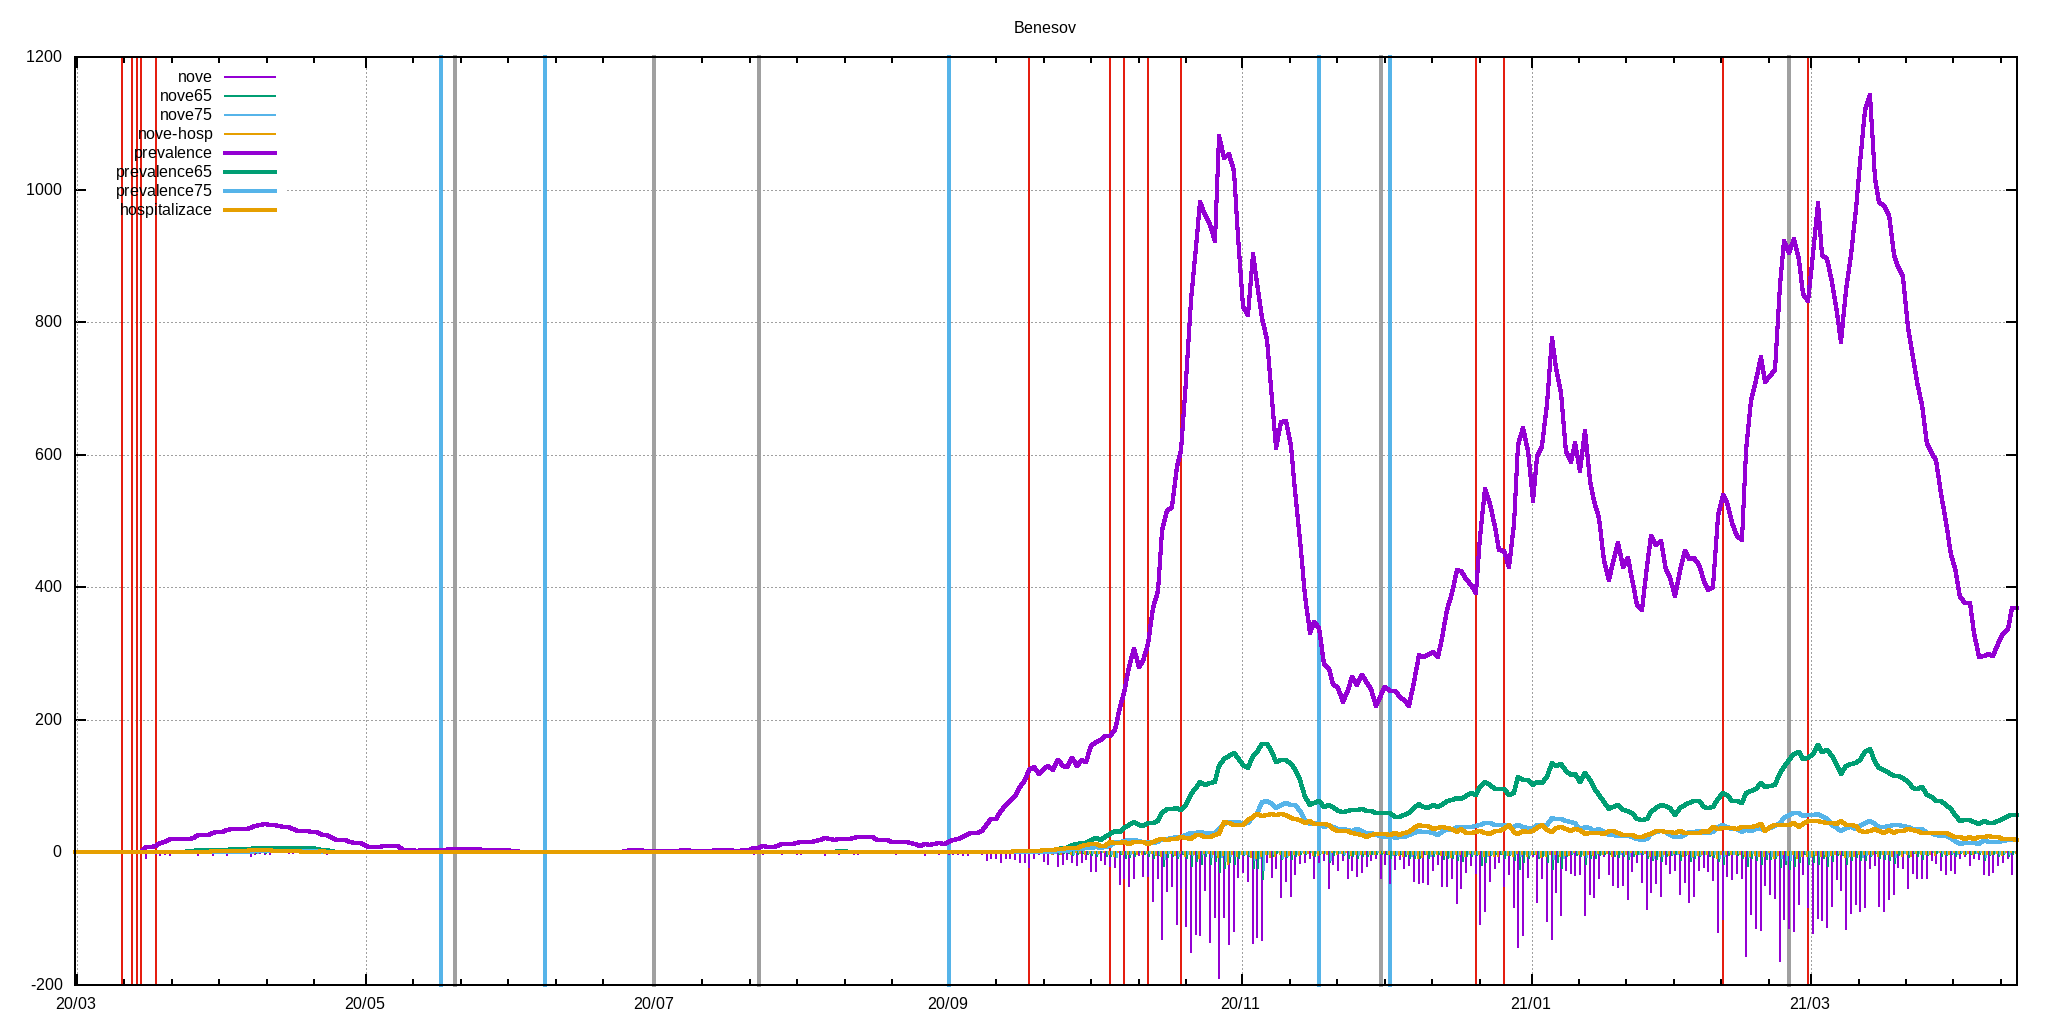 Benesov
1200
1000
800
600
400
200
0
-200
nove
nove65
nove75
nove-hosp
prevalence
prevalence65
prevalence75
hospitalizace
20/03 20/05 20/07 20/09 20/11 21/01 21/03